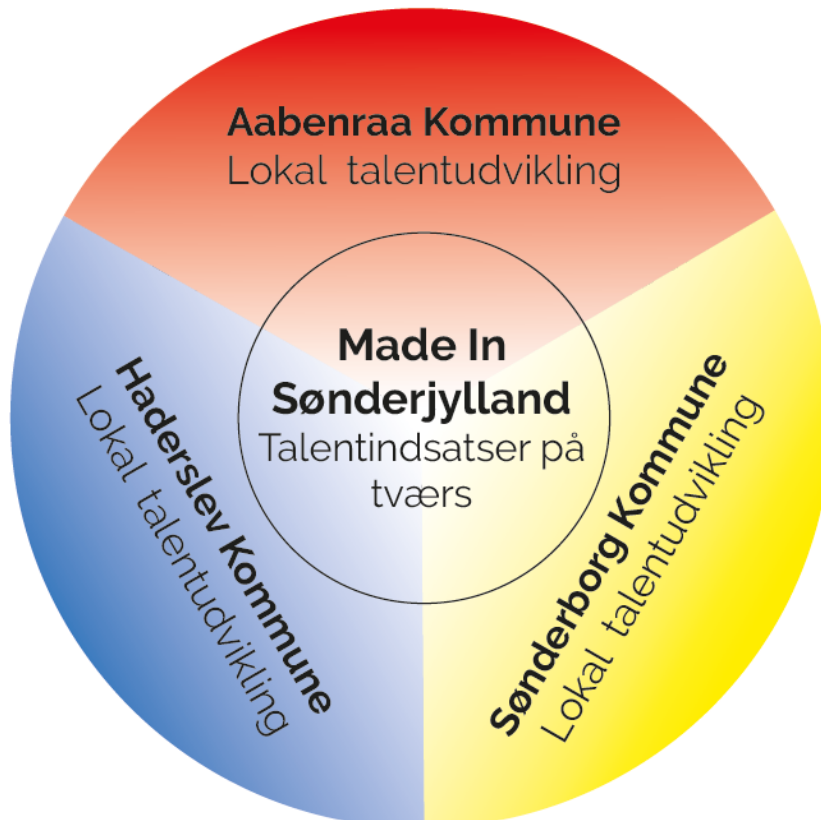 Aabenraa Kommune
Lokal talentudvikling
Made In
Sønderjylland
Talentindsatser på
tværs
Haderslev Kommune
Lokal talentudvikling
Sønderborg Kommune
Lokal talentudvikling